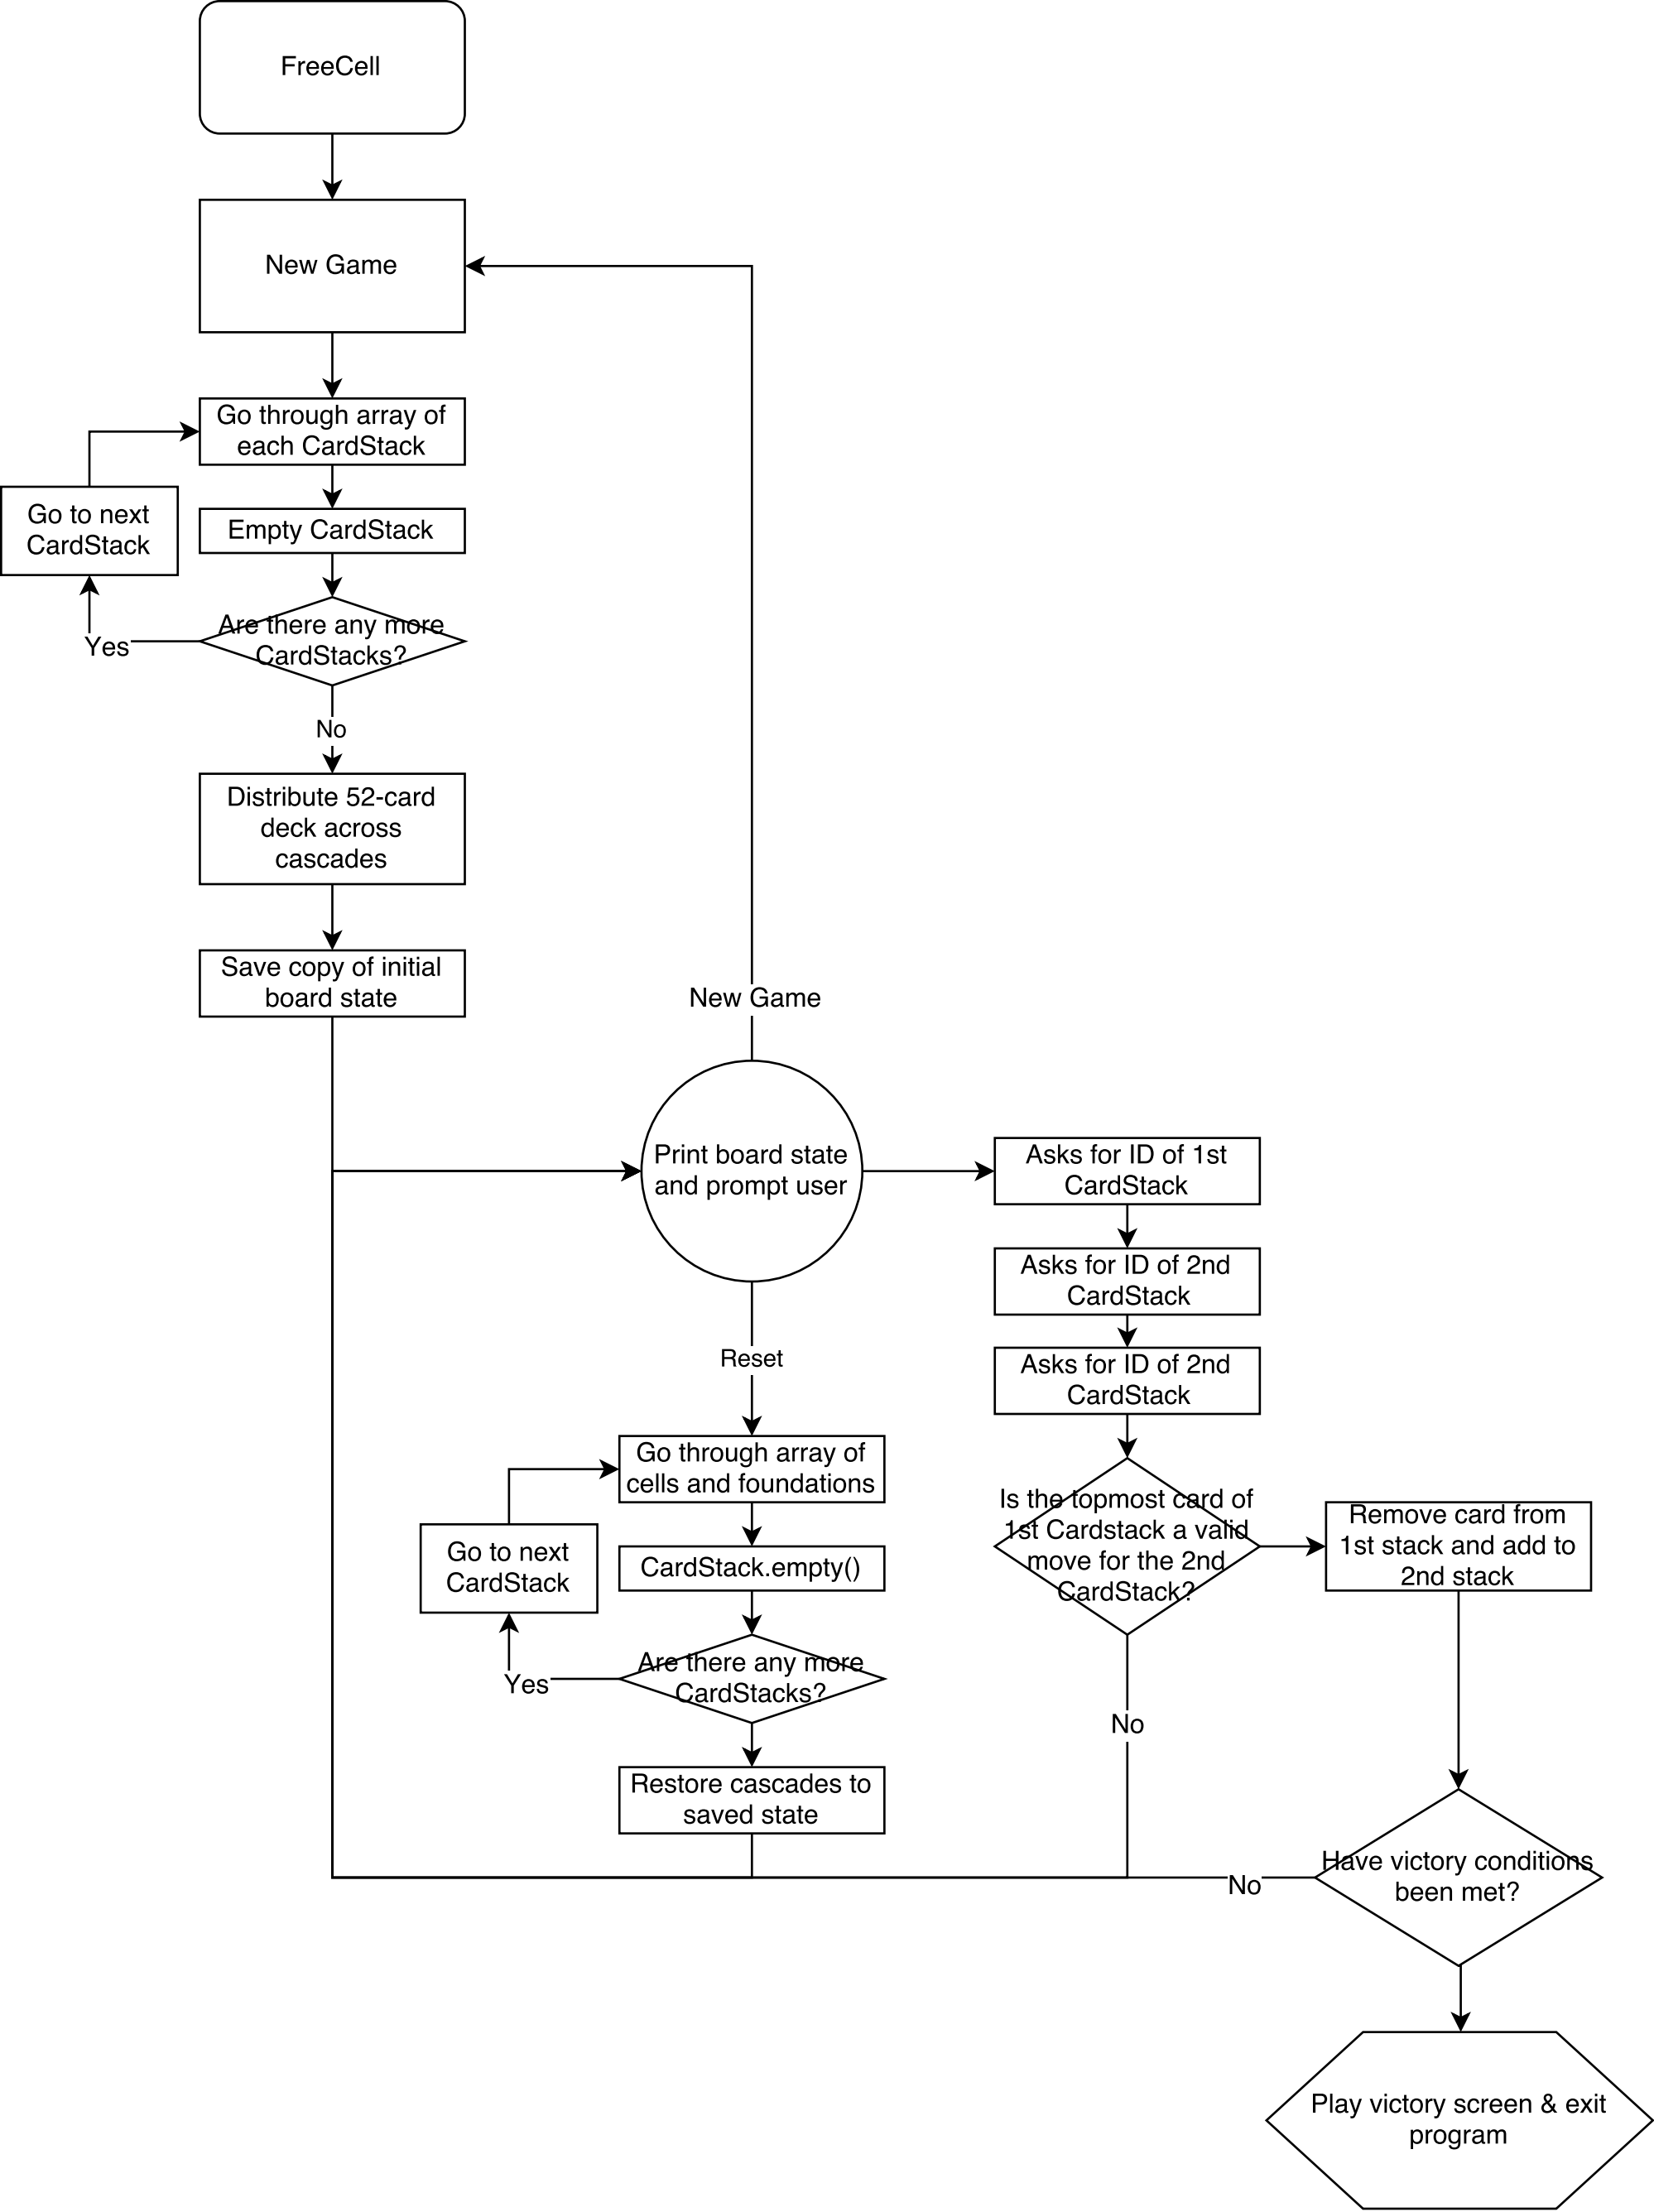 FreeCell
New Game
Go through array of
each CardStack
Go to next
CardStack
Empty CardStack
Are there any more
CardStacks?
Yes
No
Distribute 52-card
deck across
cascades
Save copy of initial
board state
New Game
Print board state
and prompt user
Asks for ID of 1st
CardStack
Asks for ID of 2nd
CardStack
Reset
Asks for ID of 2nd
CardStack
Go through array of
cells and foundations
Is the topmost card of
1st Cardstack a valid
move for the 2nd
CardStack?
Remove card from
1st stack and add to
2nd stack
Go to next
CardStack
CardStack.empty()
Are there any more
CardStacks?
Yes
No
Restore cascades to
saved state
Have victory conditions
been met?
No
Play victory screen & exit
program